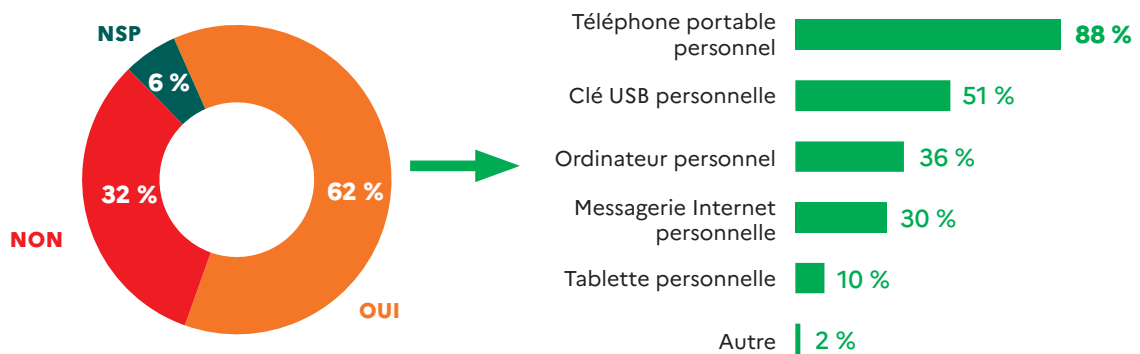 NSP
6 %
32 %
62 %
NON
OUI
Téléphone portable
personnel
88 %
Clé USB personnelle
51 %
Ordinateur personnel
36 %
Messagerie Internet
personnelle
30 %
Tablette personnelle
10 %
Autre
2 %